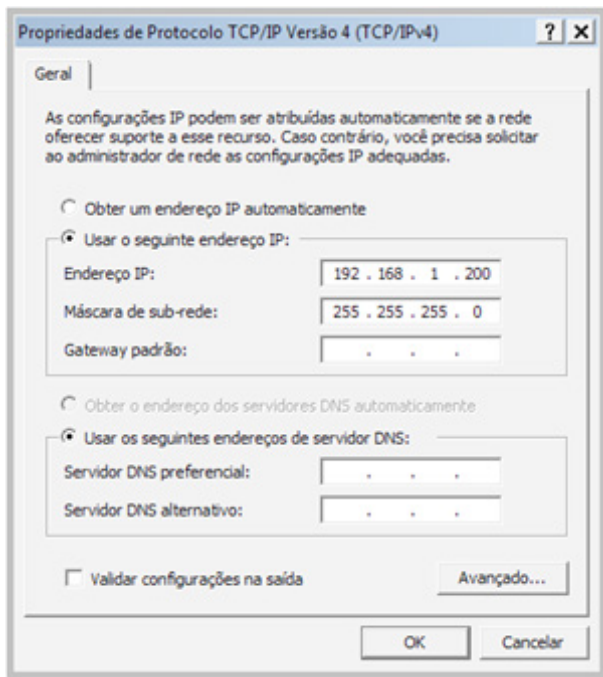 Propriedades de Protocolo TCP/IP Versão 4 (TCP/IPv4)
Geral
As configurações IP podem ser atribuídas automaticamente se a rede
oferecer suporte a esse recurso. Caso contrário, você precisa solicitar
ao administrador de rede as configurações IP adequadas.
Obter um endereço IP automaticamente
Usar o seguinte endereço IP:
Endereço IP: 192 . 168 . 1 . 200
Máscara de sub-rede: 255 . 255 . 255 . 0
Gateway padrão: . . .
Obter o endereço dos servidores DNS automaticamente
Usar os seguintes endereços de servidor DNS:
Servidor DNS preferencial: . . .
Servidor DNS alternativo: . . .
Validar configurações na saída Avançado...
OK Cancelar